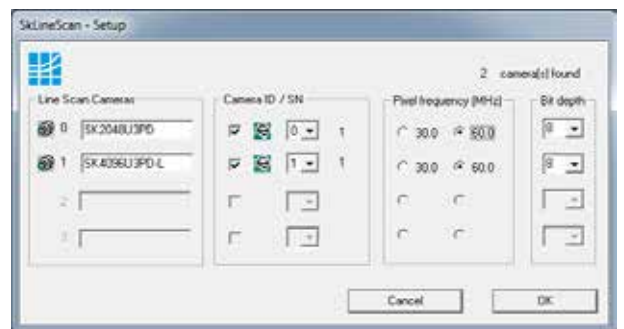 SkLineScan - Setup
2 camera(s) found
Line Scan Cameras
Camera ID / SN
Pixel frequency (MHz)
Bit depth
0 SK2048U3PD 0 1 30.0 60.0 8
1 SK4096U3PD-L 1 1 30.0 60.0 8
2
3
Cancel OK